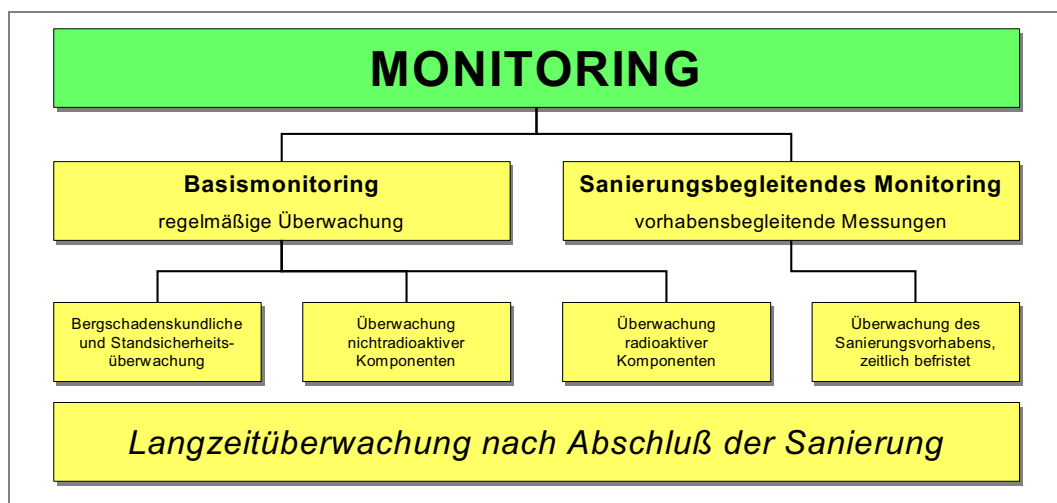 MONITORING
Basismonitoring
regelmäßige Überwachung
Sanierungsbegleitendes Monitoring
vorhabensbegleitende Messungen
Bergschadenskundliche
und Standsicherheits-
überwachung
Überwachung
nichtradioaktiver
Komponenten
Überwachung
radioaktiver
Komponenten
Überwachung des
Sanierungsvorhabens,
zeitlich befristet
Langzeitüberwachung nach Abschluß der Sanierung